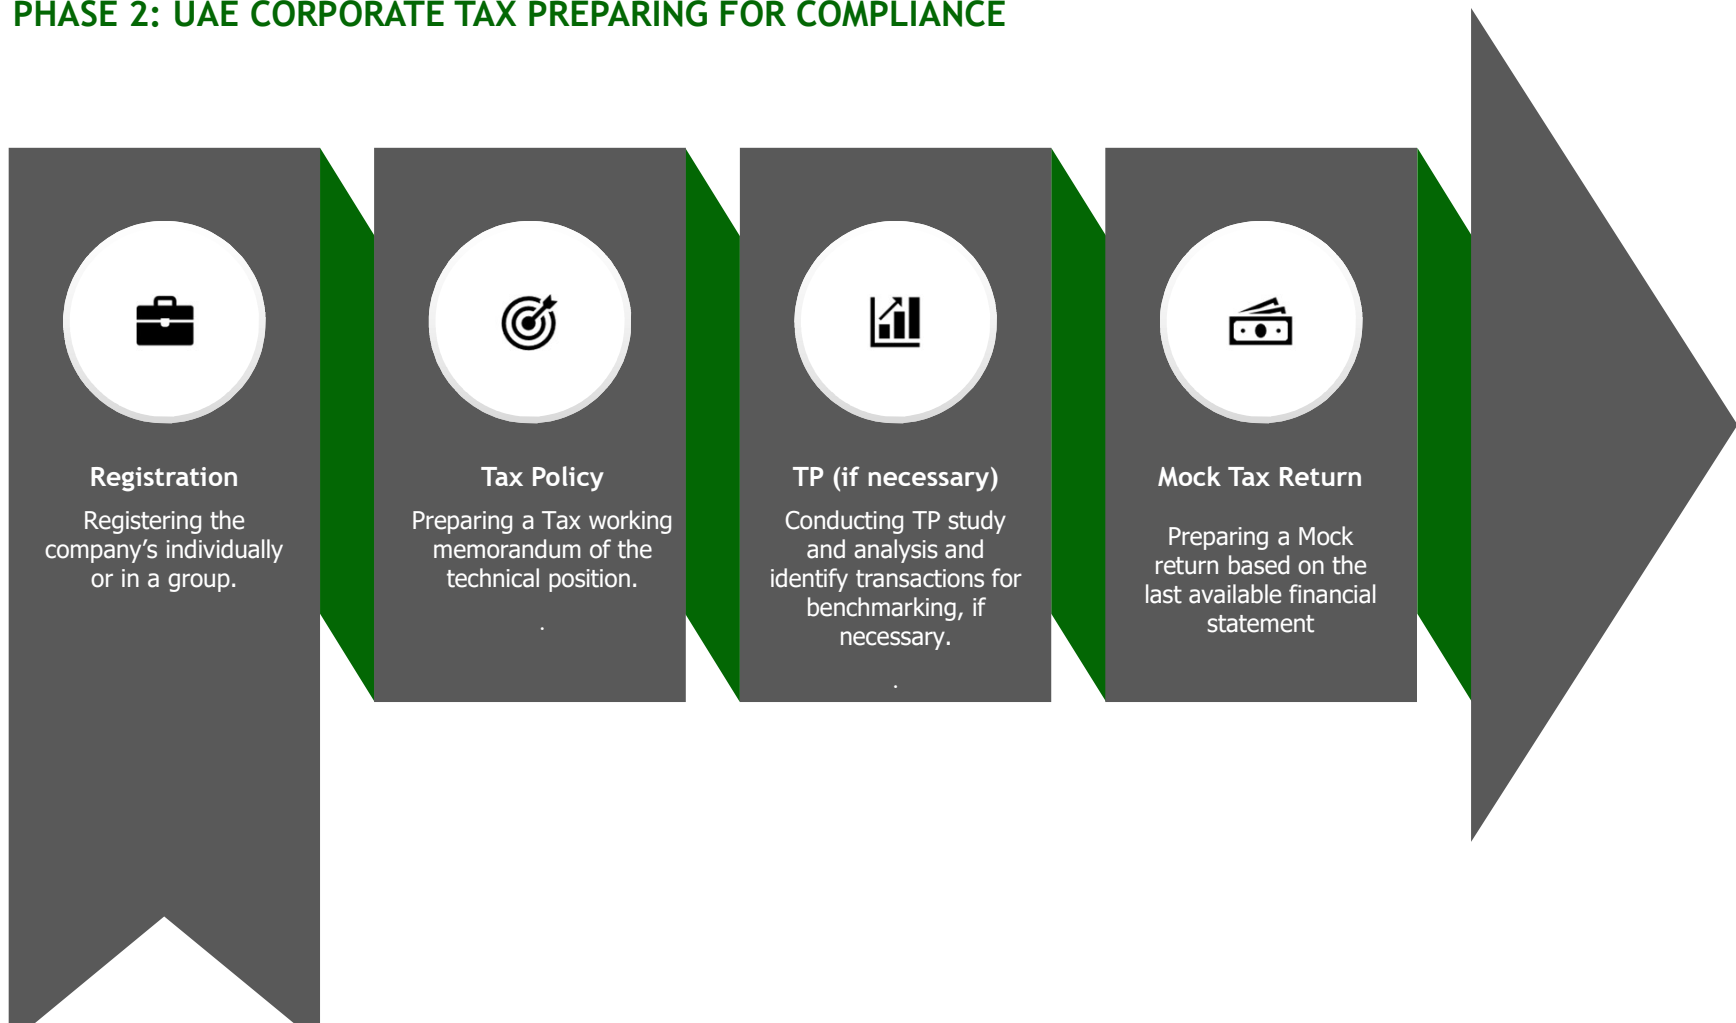 PHASE 2: UAE CORPORATE TAX PREPARING FOR COMPLIANCE
Registration
Registering the
company’s individually
or in a group.
Tax Policy
Preparing a Tax working
memorandum of the
technical position.
.
TP (if necessary)
Conducting TP study
and analysis and
identify transactions for
benchmarking, if
necessary.
.
Mock Tax Return
Preparing a Mock
return based on the
last available financial
statement